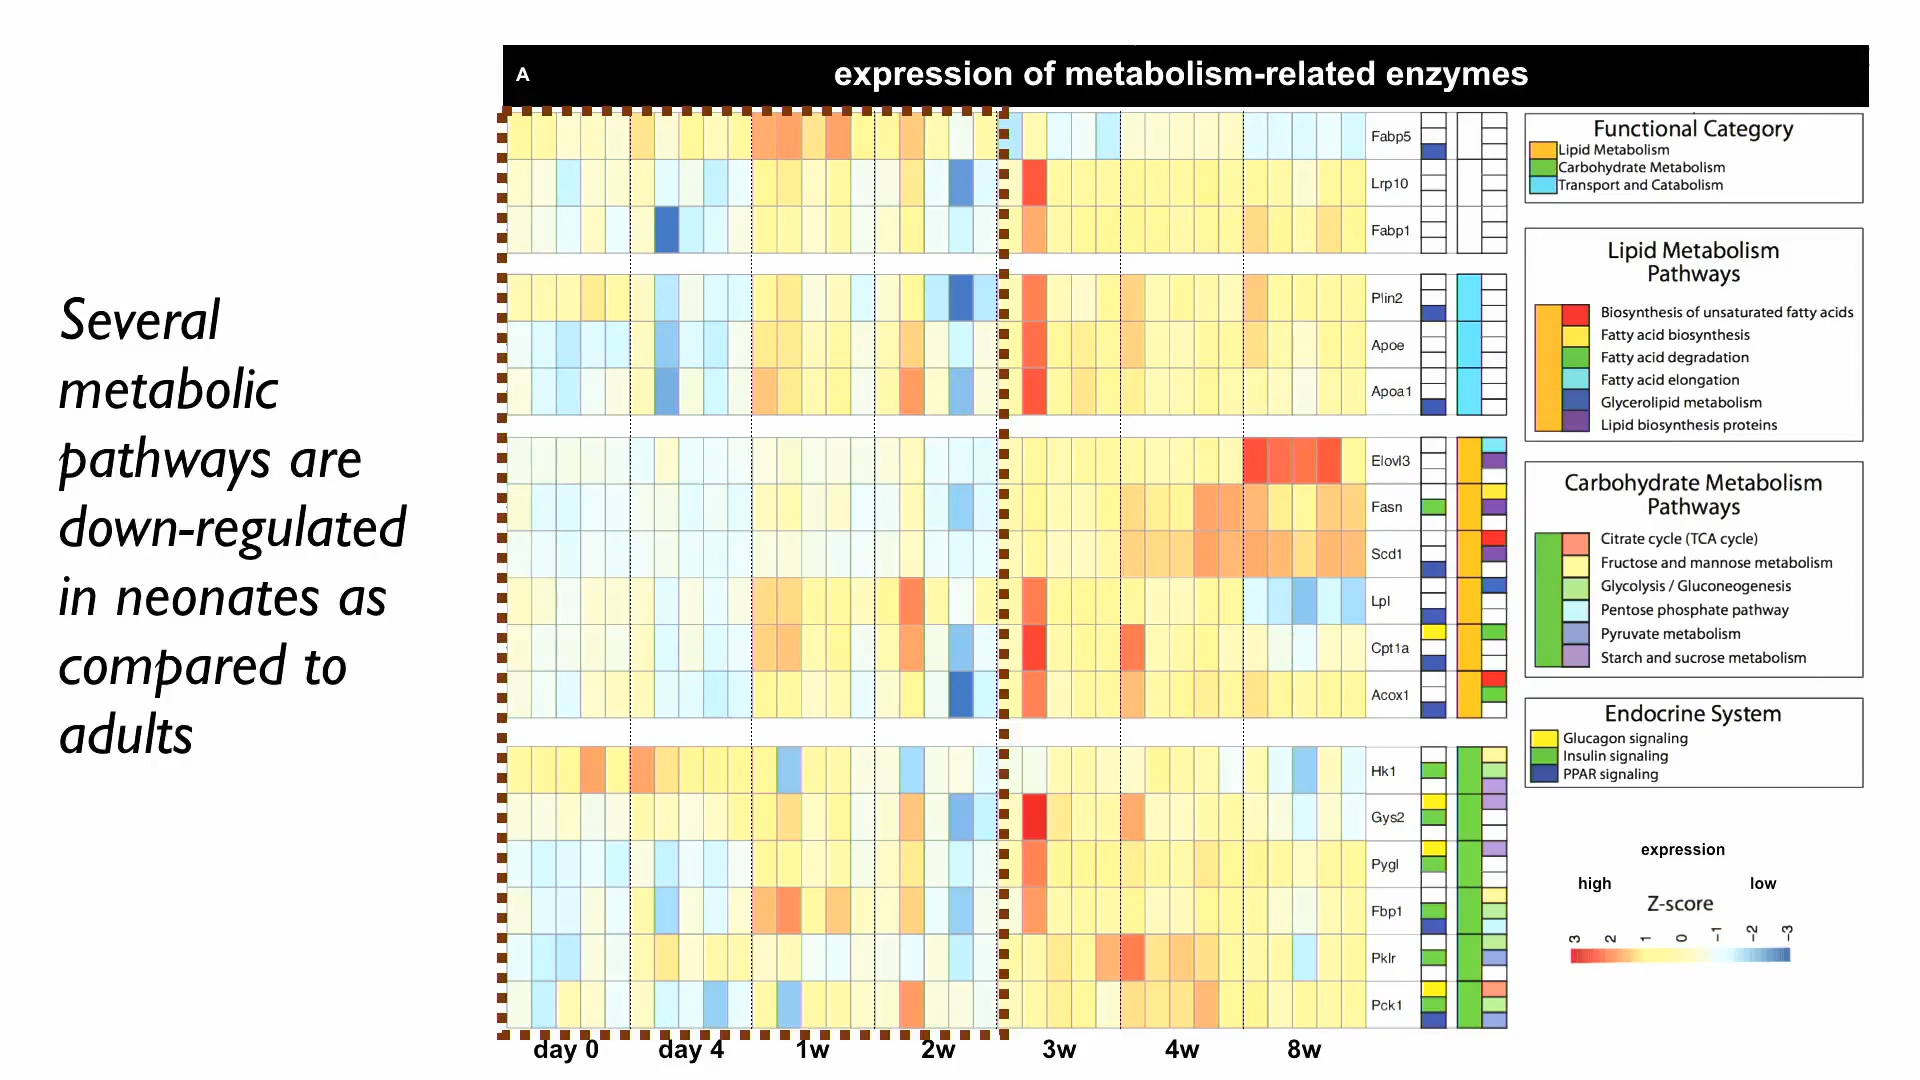 A
expression of metabolism-related enzymes
Several
metabolic
pathways are
down-regulated
in neonates as
compared to
adults
Fabp5
Lrp10
Fabp1
Plin2
Apoe
Apoa1
Elovl3
Fasn
Scd1
Lpl
Cpt1a
Acox1
Hk1
Gys2
Pygl
Fbp1
Pklr
Pck1
day 0
day 4
1w
2w
3w
4w
8w
Functional Category
Lipid Metabolism
Carbohydrate Metabolism
Transport and Catabolism
Lipid Metabolism
Pathways
Biosynthesis of unsaturated fatty acids
Fatty acid biosynthesis
Fatty acid degradation
Fatty acid elongation
Glycerolipid metabolism
Lipid biosynthesis proteins
Carbohydrate Metabolism
Pathways
Citrate cycle (TCA cycle)
Fructose and mannose metabolism
Glycolysis / Gluconeogenesis
Pentose phosphate pathway
Pyruvate metabolism
Starch and sucrose metabolism
Endocrine System
Glucagon signaling
Insulin signaling
PPAR signaling
expression
high
low
Z-score
3
2
1
0
−1
−2
−3